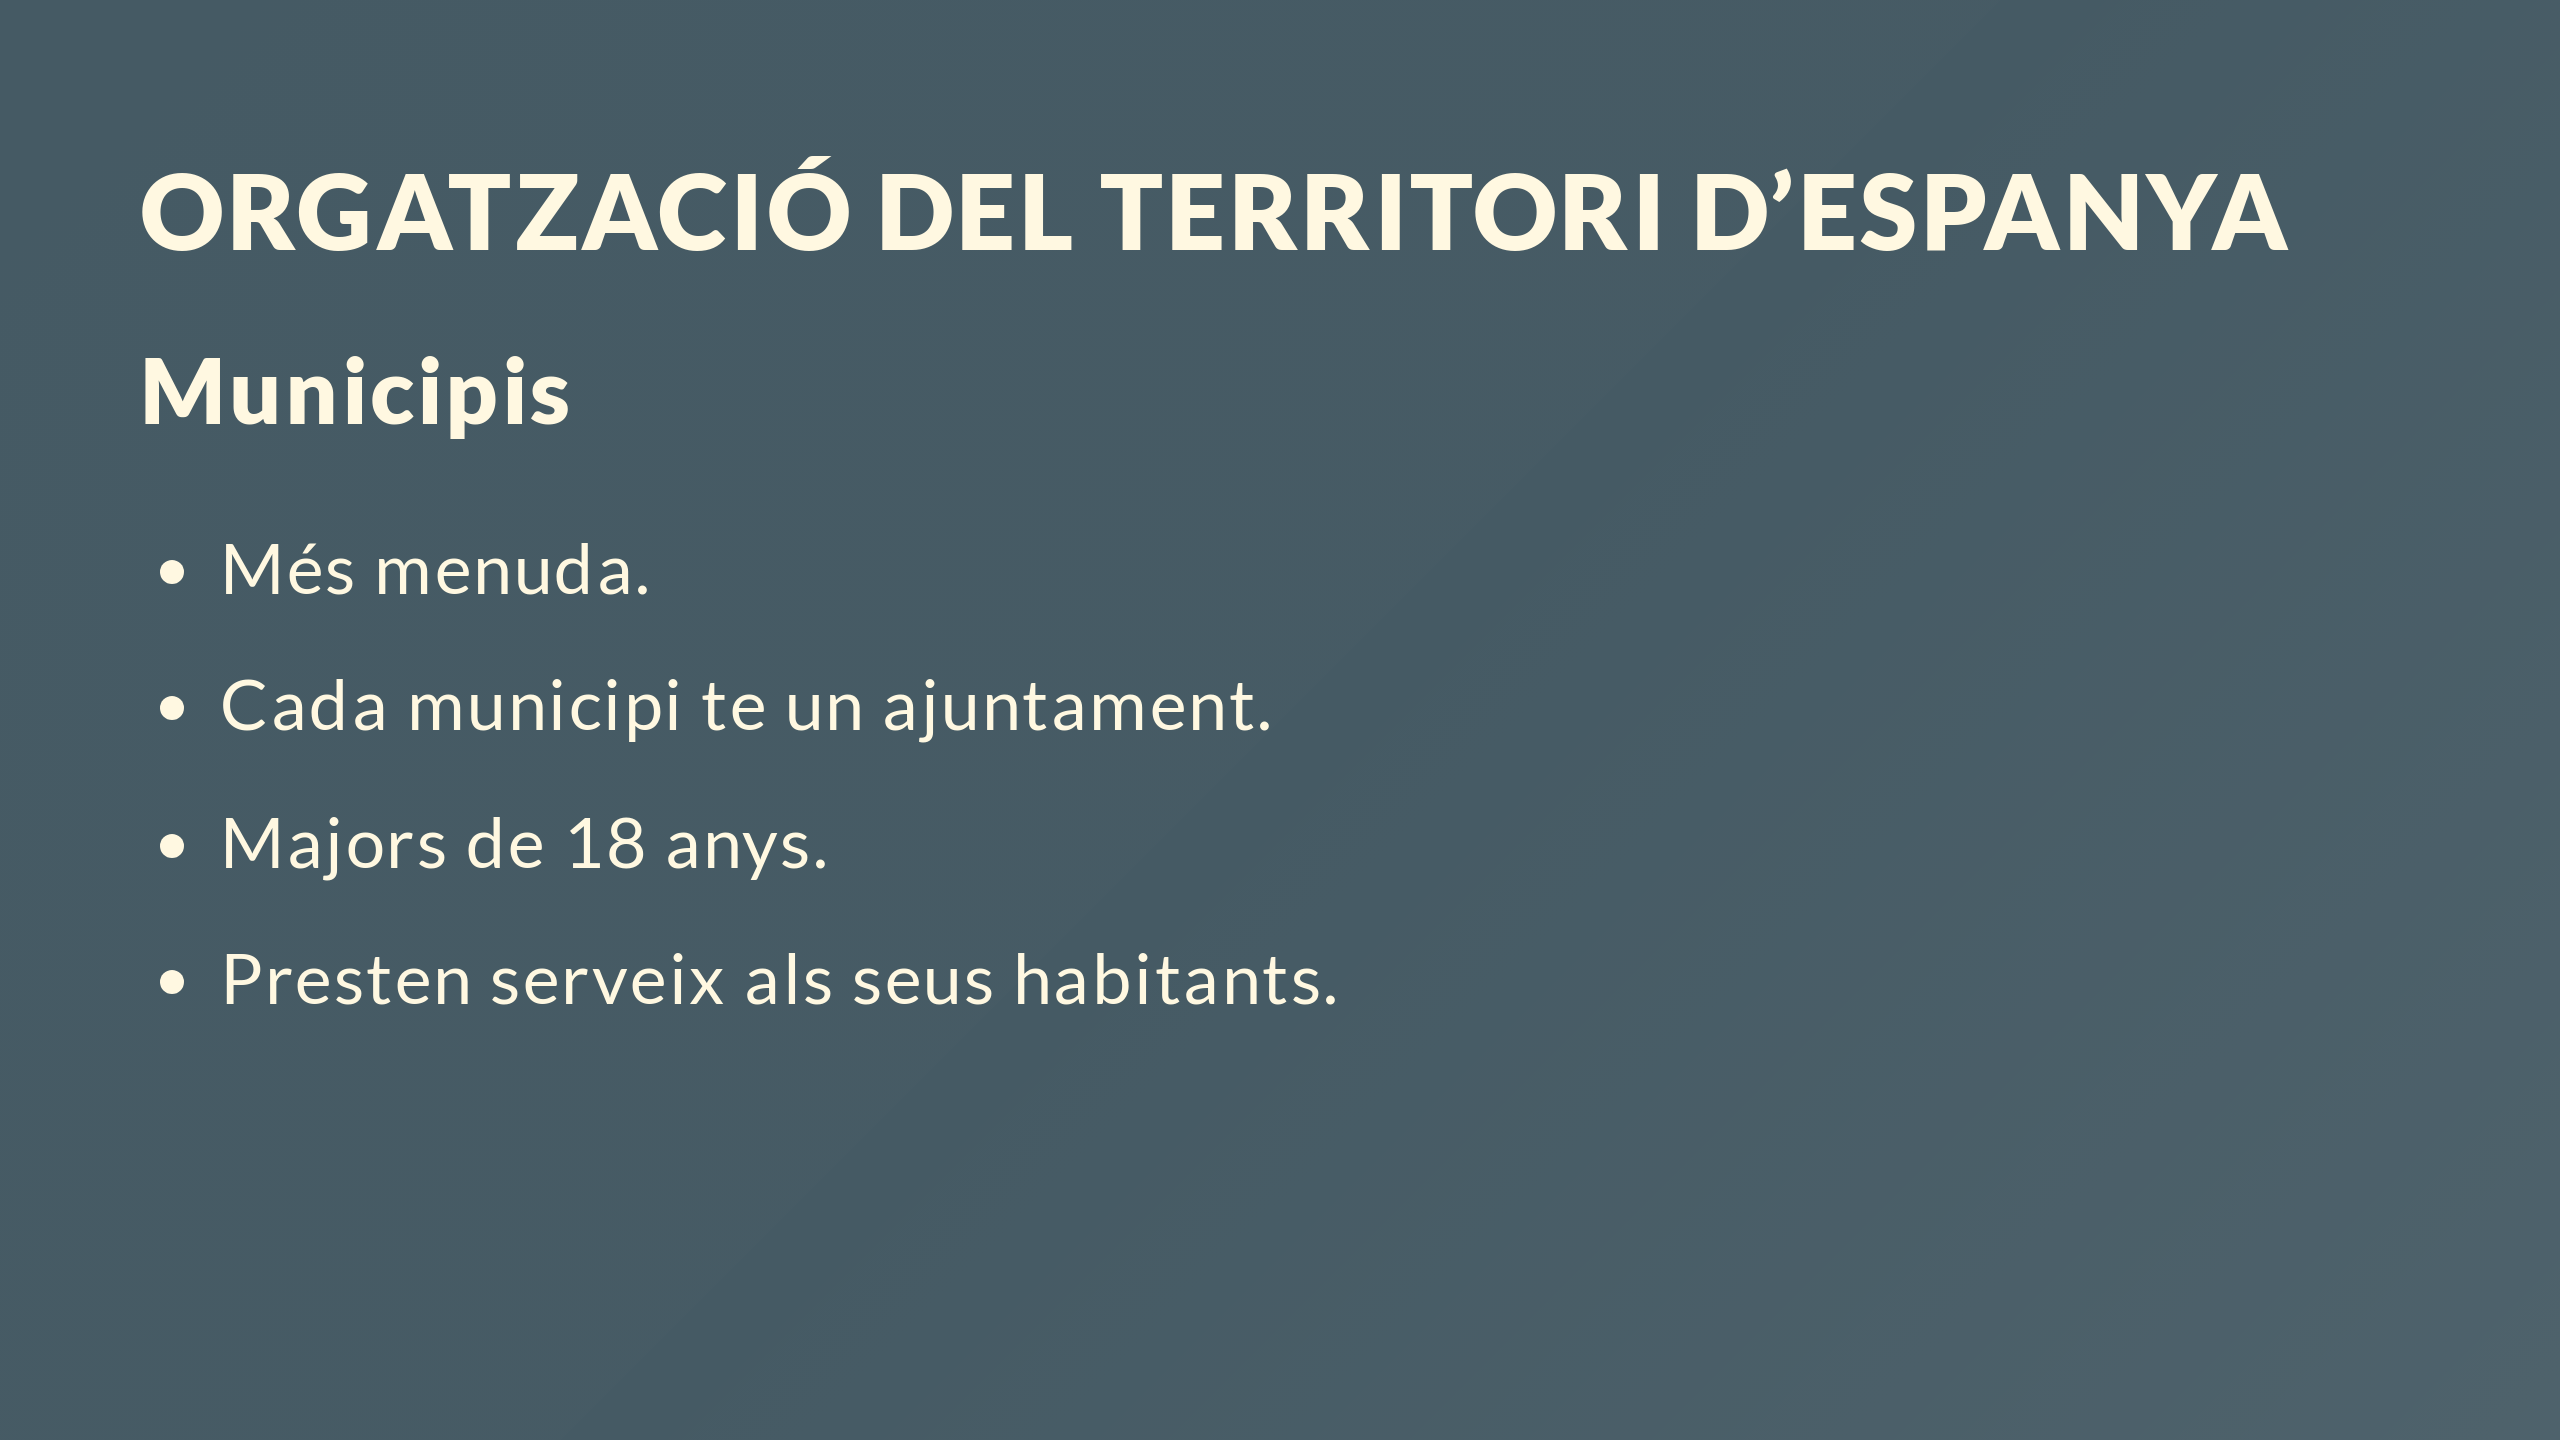 ORGATZACIÓ DEL TERRITORI D’ESPANYA
Municipis
• Més menuda.
• Cada municipi te un ajuntament.
• Majors de 18 anys.
• Presten serveix als seus habitants.